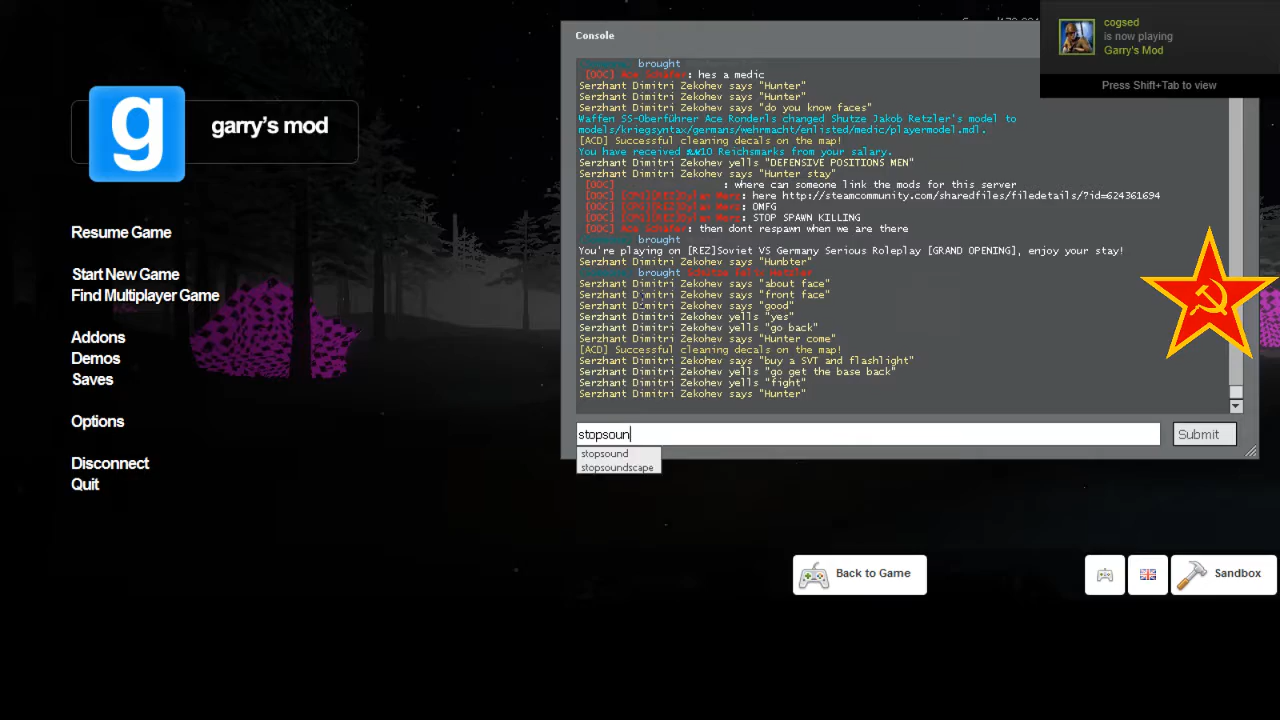 Console
cogsed
is now playing
Garry's Mod
Press Shift+Tab to view
g
garry's mod
Resume Game
Start New Game
Find Multiplayer Game
Addons
Demos
Saves
Options
Disconnect
Quit
brought
[OOC] Ace Schäfer: hes a medic
Serzhant Dimitri Zekohev says "Hunter"
Serzhant Dimitri Zekohev says "Hunter"
Serzhant Dimitri Zekohev says "do you know faces"
Waffen SS-Oberführer Ace Ronderls changed Shutze Jakob Retzler's model to
models/kriegsyntax/germans/wehrmacht/enlisted/medic/playermodel.mdl.
[ACD] Successful cleaning decals on the map!
You have received 10 Reichsmarks from your salary.
Serzhant Dimitri Zekohev yells "DEFENSIVE POSITIONS MEN"
Serzhant Dimitri Zekohev says "Hunter stay"
[OOC] : where can someone link the mods for this server
[OOC] : here http://steamcommunity.com/sharedfiles/filedetails/?id=624361694
[OOC] : OMFG
[OOC] : STOP SPAWN KILLING
[OOC] Ace Schäfer: then dont respawn when we are there
brought
You're playing on [REZ]Soviet VS Germany Serious Roleplay [GRAND OPENING], enjoy your stay!
Serzhant Dimitri Zekohev says "Hunbter"
brought
Serzhant Dimitri Zekohev says "about face"
Serzhant Dimitri Zekohev says "front face"
Serzhant Dimitri Zekohev says "good"
Serzhant Dimitri Zekohev yells "yes"
Serzhant Dimitri Zekohev yells "go back"
Serzhant Dimitri Zekohev says "Hunter come"
[ACD] Successful cleaning decals on the map!
Serzhant Dimitri Zekohev says "buy a SVT and flashlight"
Serzhant Dimitri Zekohev yells "go get the base back"
Serzhant Dimitri Zekohev yells "fight"
Serzhant Dimitri Zekohev says "Hunter"
stopsoun
Submit
stopsound
stopsoundscape
Back to Game
Sandbox